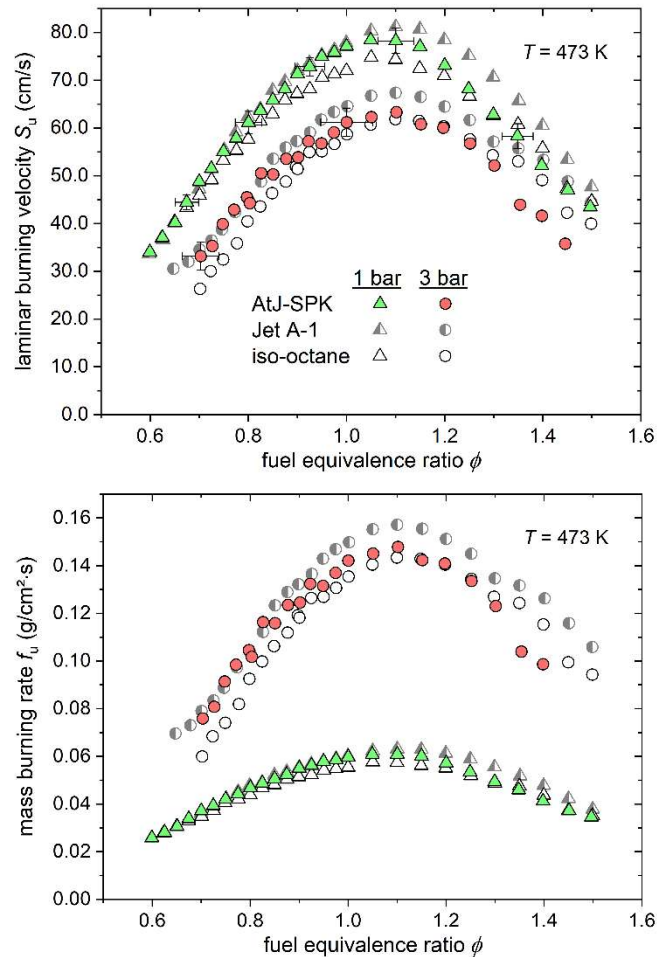 80.0
70.0
60.0
50.0
40.0
30.0
20.0
10.0
0.0
laminar burning velocity Sᵤ (cm/s)
T = 473 K
1 bar 3 bar
AtJ-SPK
Jet A-1
iso-octane
0.6 0.8 1.0 1.2 1.4 1.6
fuel equivalence ratio ϕ
0.16
0.14
0.12
0.10
0.08
0.06
0.04
0.02
0.00
mass burning rate fᵤ (g/cm²·s)
T = 473 K
0.6 0.8 1.0 1.2 1.4 1.6
fuel equivalence ratio ϕ